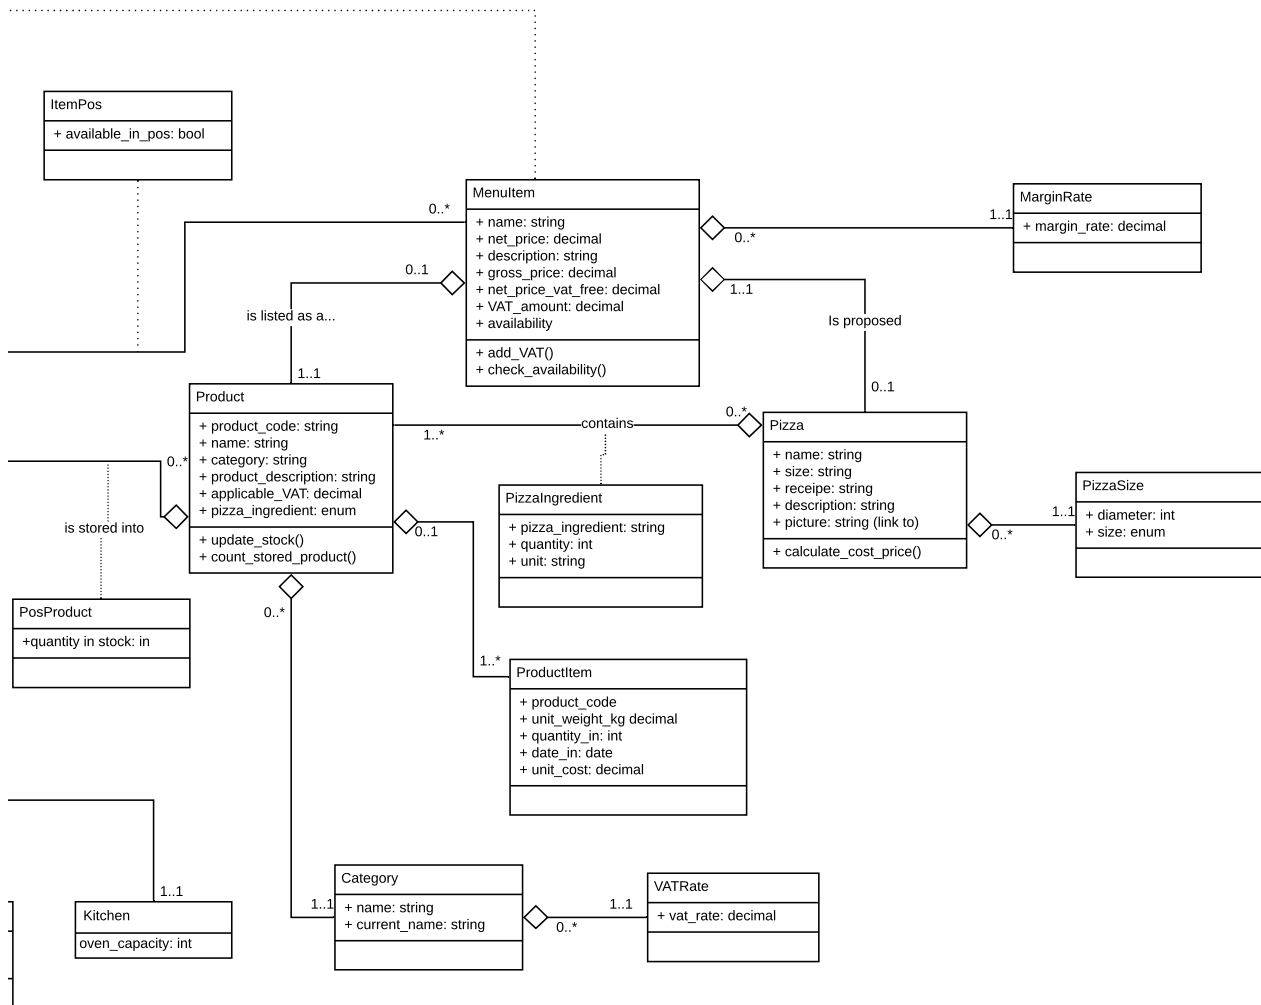 ItemPos
+ available_in_pos: bool
MenuItem
+ name: string
+ net_price: decimal
+ description: string
+ gross_price: decimal
+ net_price_vat_free: decimal
+ VAT_amount: decimal
+ availability
+ add_VAT()
+ check_availability()
0..*
0..1
is listed as a...
1..1
0..*
1..1
MarginRate
+ margin_rate: decimal
1..1
Is proposed
0..1
Product
+ product_code: string
+ name: string
+ category: string
+ product_description: string
+ applicable_VAT: decimal
+ pizza_ingredient: enum
+ update_stock()
+ count_stored_product()
1..*
contains
0..*
Pizza
+ name: string
+ size: string
+ receipe: string
+ description: string
+ picture: string (link to)
+ calculate_cost_price()
0..*
1..1
PizzaSize
+ diameter: int
+ size: enum
PizzaIngredient
+ pizza_ingredient: string
+ quantity: int
+ unit: string
0..*
is stored into
0..1
PosProduct
+quantity in stock: in
0..*
1..*
ProductItem
+ product_code
+ unit_weight_kg decimal
+ quantity_in: int
+ date_in: date
+ unit_cost: decimal
1..1
Kitchen
oven_capacity: int
1..1
Category
+ name: string
+ current_name: string
0..*
1..1
VATRate
+ vat_rate: decimal